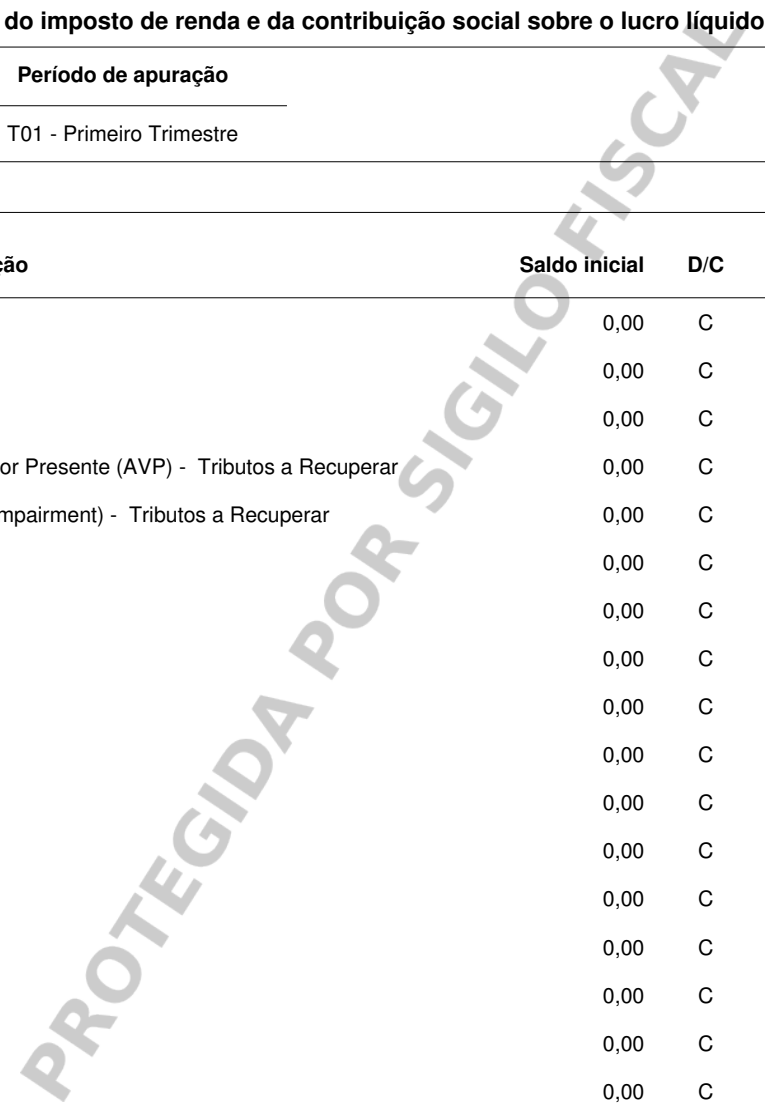 do imposto de renda e da contribuição social sobre o lucro líquido
Período de apuração
T01 - Primeiro Trimestre
ção Saldo inicial D/C
0,00 C
0,00 C
0,00 C
or Presente (AVP) - Tributos a Recuperar 0,00 C
mpairment) - Tributos a Recuperar 0,00 C
0,00 C
0,00 C
0,00 C
0,00 C
0,00 C
0,00 C
0,00 C
0,00 C
0,00 C
0,00 C
0,00 C
0,00 C
PROTEGIDA POR SIGILO FISCAL